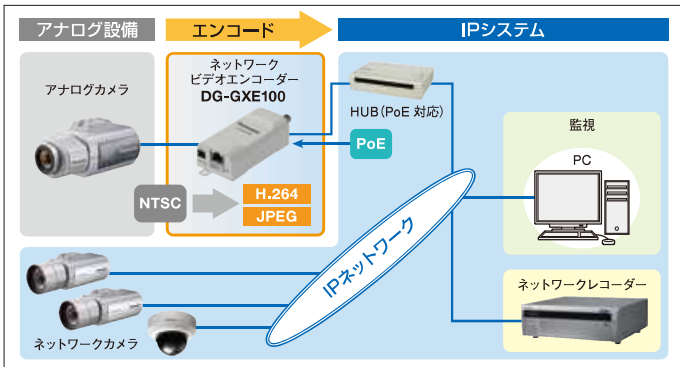 アナログ設備
エンコード
IPシステム
アナログカメラ
ネットワーク
ビデオエンコーダー
DG-GXE100
HUB(PoE 対応)
PoE
NTSC
H.264
JPEG
監視
PC
IPネットワーク
ネットワークレコーダー
ネットワークカメラ